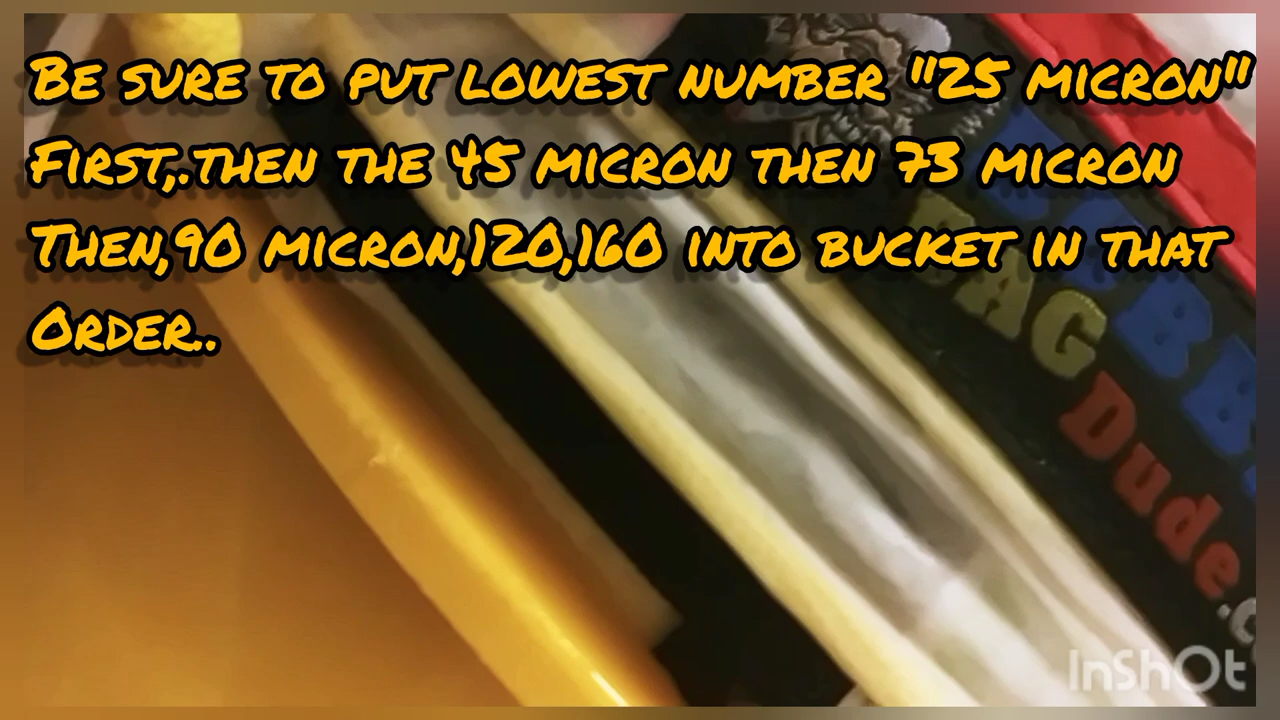 Be sure to put lowest number "25 micron"
First,.then the 45 micron then 73 micron
Then,90 micron,120,160 into bucket in that
Order..
BAG
Dude
InShOt